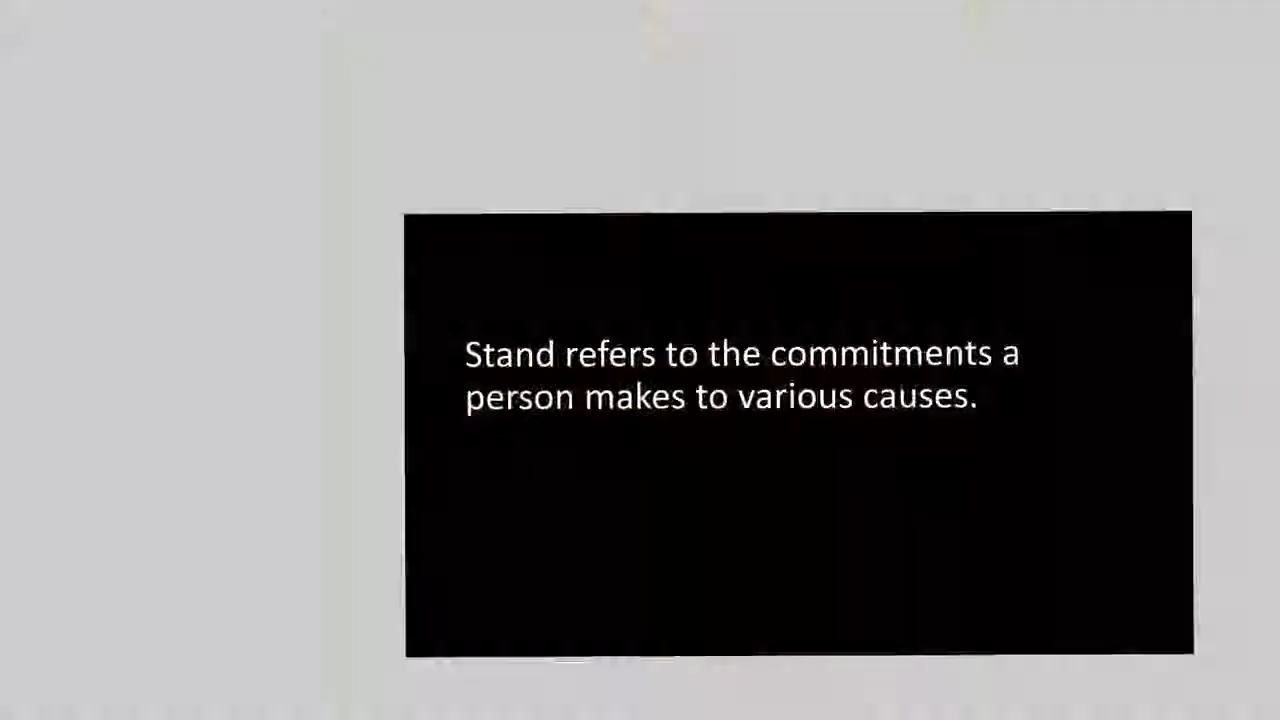 Stand refers to the commitments a
person makes to various causes.